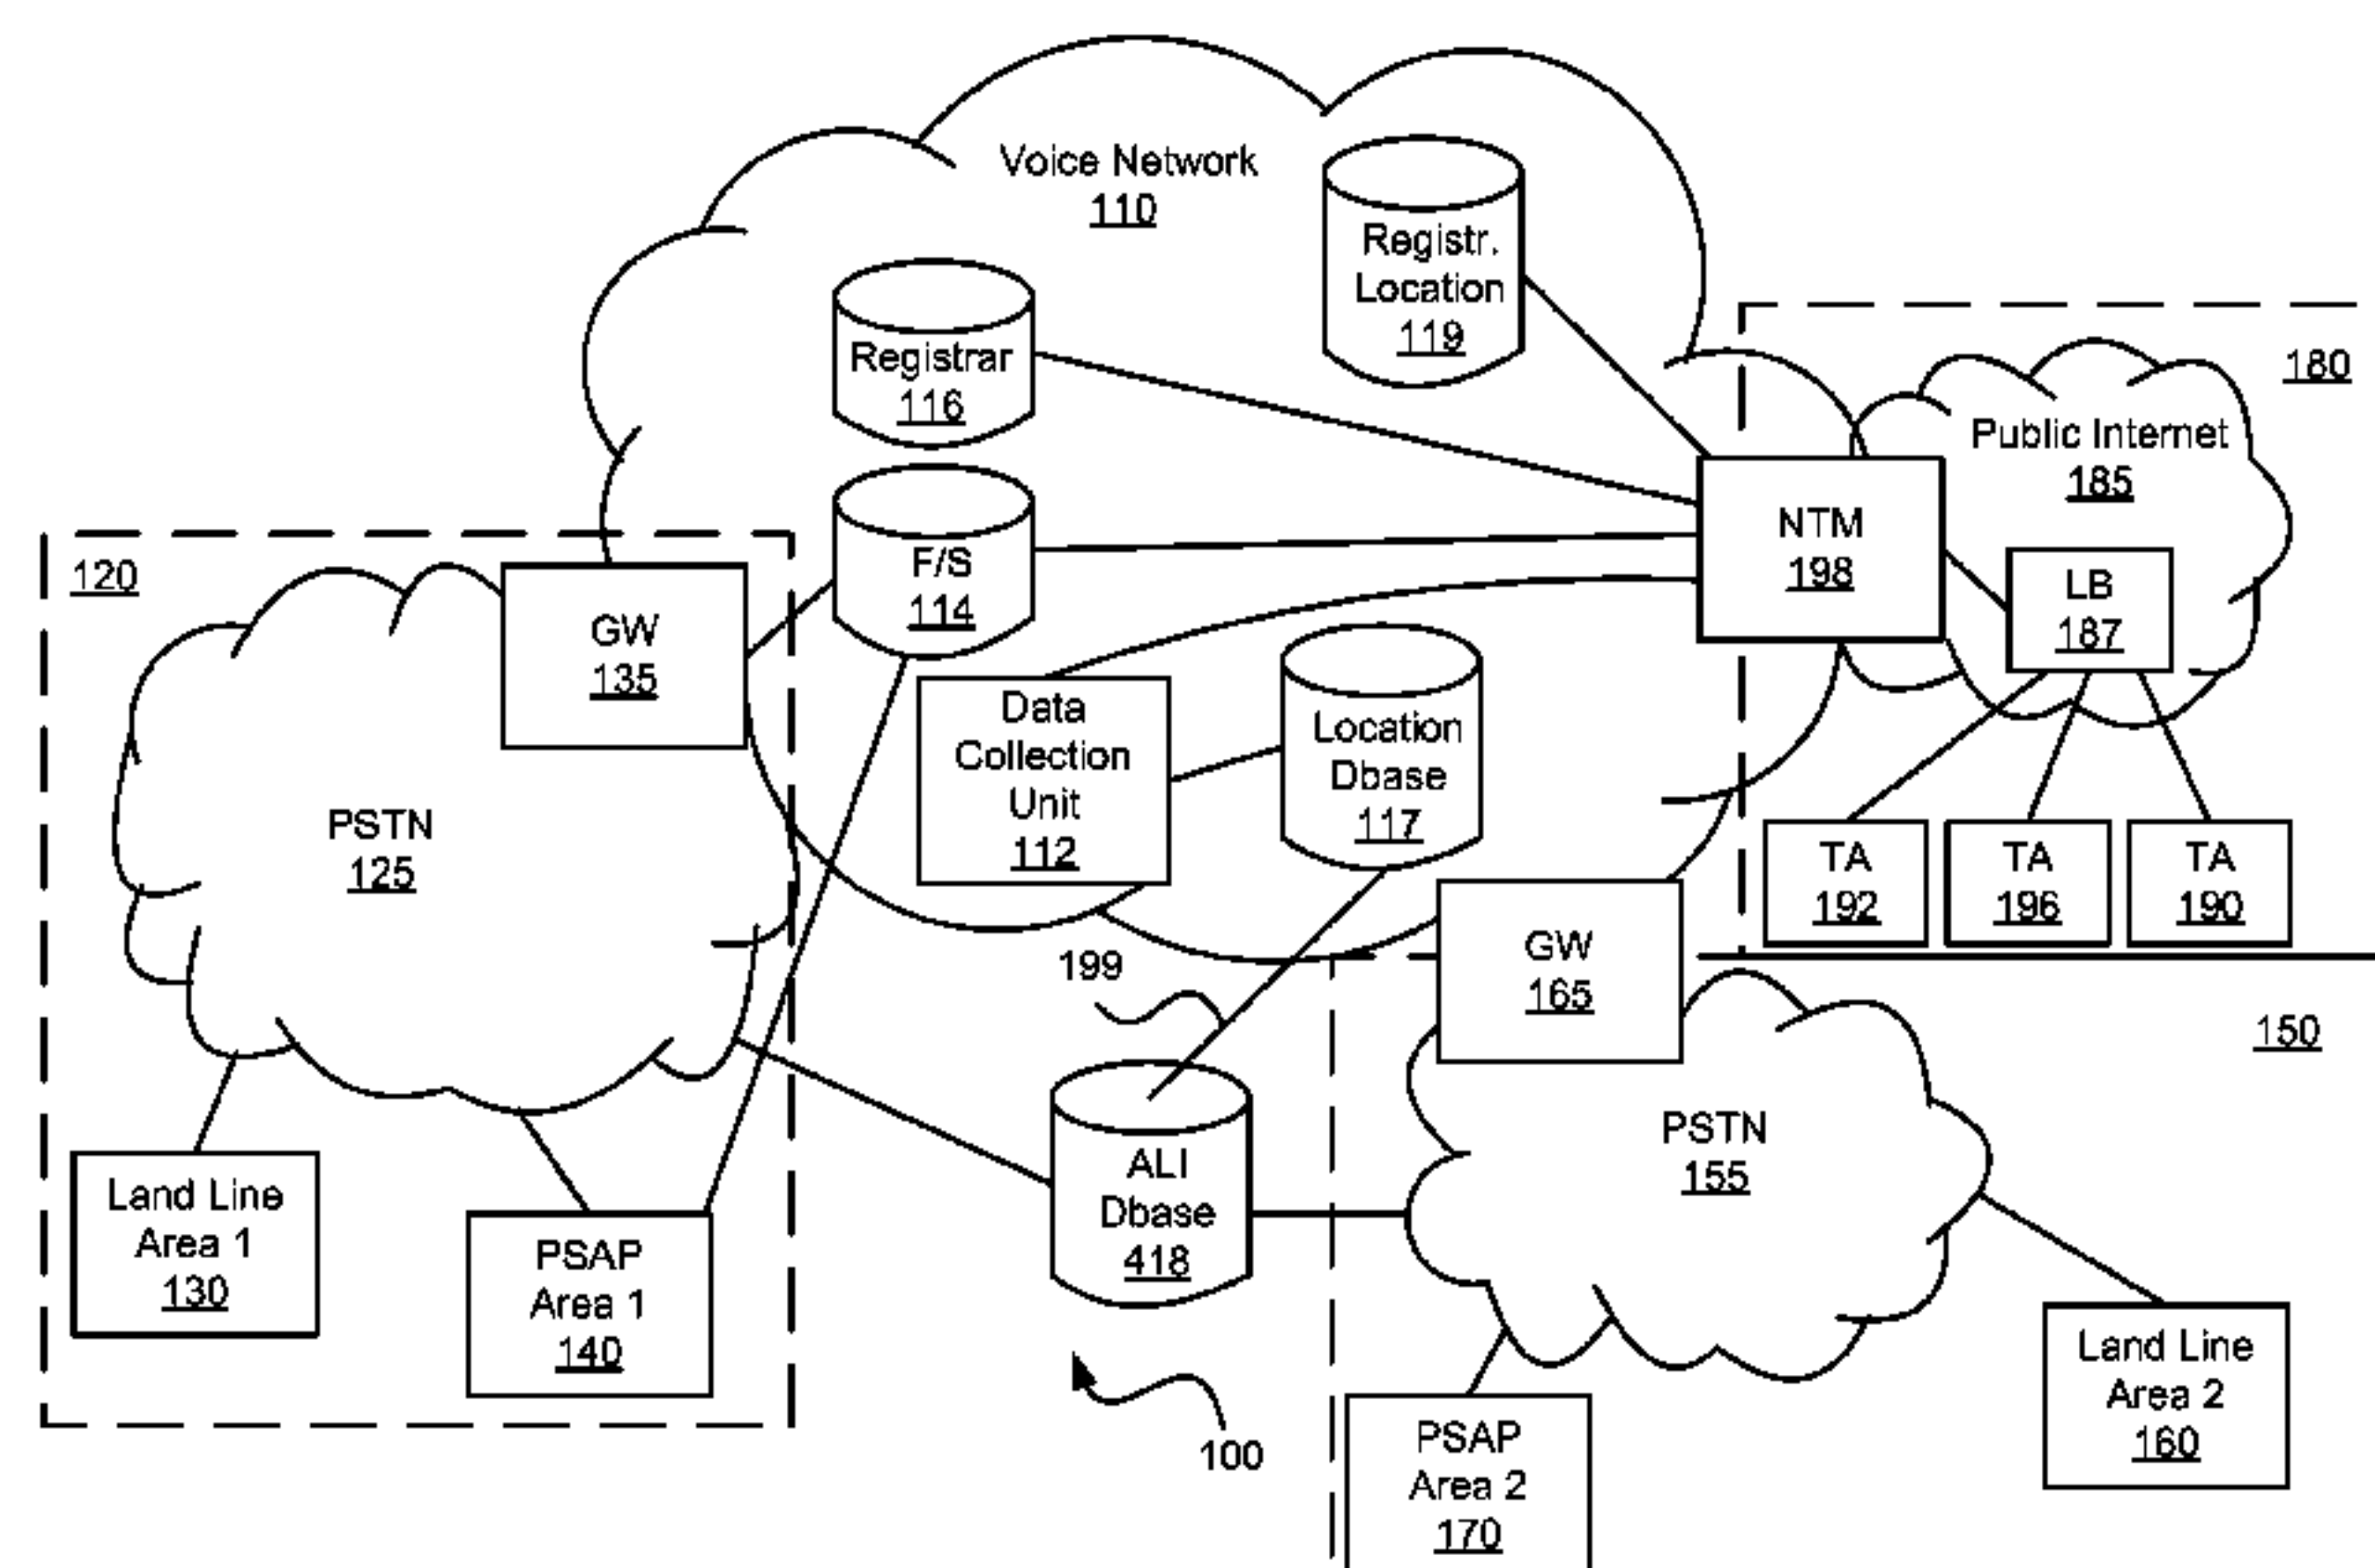 Voice Network
110
Registr.
Location
119
Registrar
116
180
Public Internet
185
NTM
198
F/S
114
120
LB
187
GW
135
Data
Collection
Unit
112
Location
Dbase
117
PSTN
125
TA
192
TA
196
TA
190
199
GW
165
150
PSTN
155
ALI
Dbase
418
Land Line
Area 1
130
PSAP
Area 1
140
100
Land Line
Area 2
160
PSAP
Area 2
170